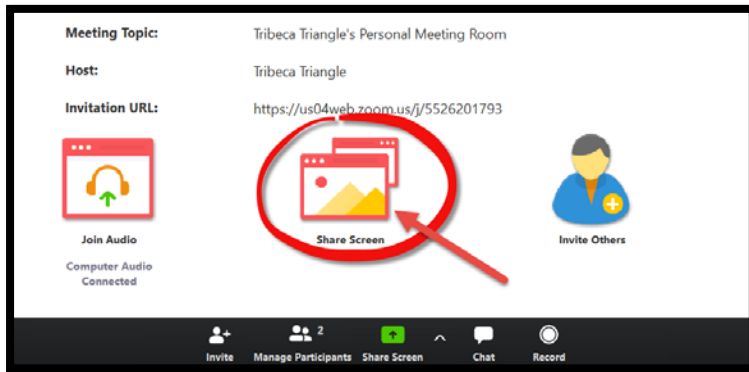 Meeting Topic: Tribeca Triangle's Personal Meeting Room
Host: Tribeca Triangle
Invitation URL: https://us04web.zoom.us/j/5526201793
Join Audio Share Screen Invite Others
Computer Audio
Connected
2
Invite Manage Participants Share Screen Chat Record